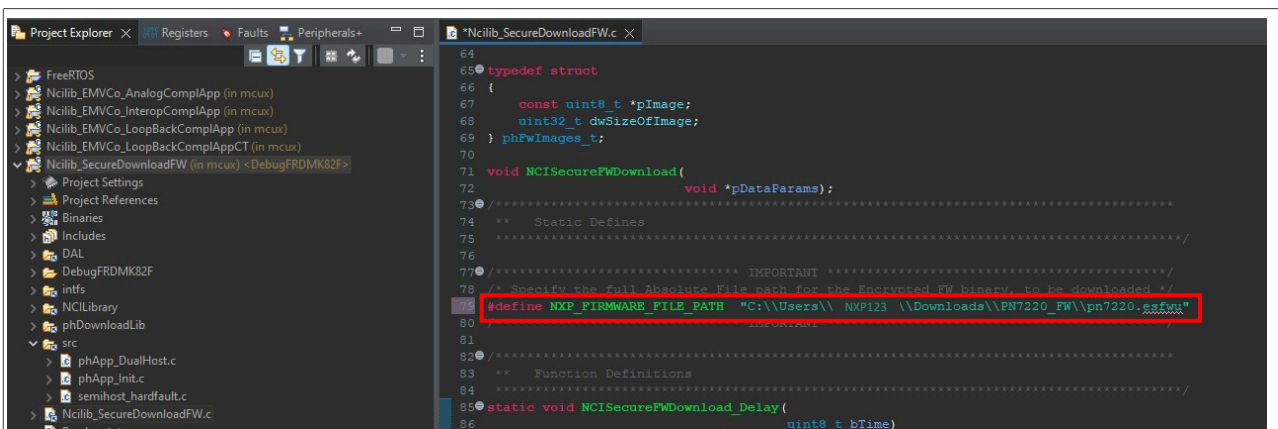 Project Explorer Registers Faults Peripherals+
FreeRTOS
Ncilib_EMVCo_AnalogComplApp (in mcux)
Ncilib_EMVCo_InteropComplApp (in mcux)
Ncilib_EMVCo_LoopBackComplApp (in mcux)
Ncilib_EMVCo_LoopBackComplAppCT (in mcux)
Ncilib_SecureDownloadFW (in mcux) <DebugFRDMK82F>
Project Settings
Project References
Binaries
Includes
DAL
DebugFRDMK82F
intfs
NCILibrary
phDownloadLib
src
phApp_DualHost.c
phApp_Init.c
semihost_hardfault.c
Ncilib_SecureDownloadFW.c
*Ncilib_SecureDownloadFW.c
64
65 typedef struct
66 {
67 const uint8_t *pImage;
68 uint32_t dwSizeOfImage;
69 } phFwImages_t;
70
71 void NCISecureFWDownload(
72 void *pDataParams);
73 /*******************************************************************************
74 ** Static Defines
75 *******************************************************************************/
76
77 /****************************** IMPORTANT **************************************/
78 /* Specify the full Absolute File path for the Encrypted FW binary, to be downloaded */
79 #define NXP_FIRMWARE_FILE_PATH "C:\\Users\\ NXP123 \\Downloads\\PN7220_FW\\pn7220.esfwu"
80 /****************************** IMPORTANT **************************************/
81
82 /*******************************************************************************
83 ** Function Definitions
84 *******************************************************************************/
85 static void NCISecureFWDownload_Delay(
86 uint8_t bTime)